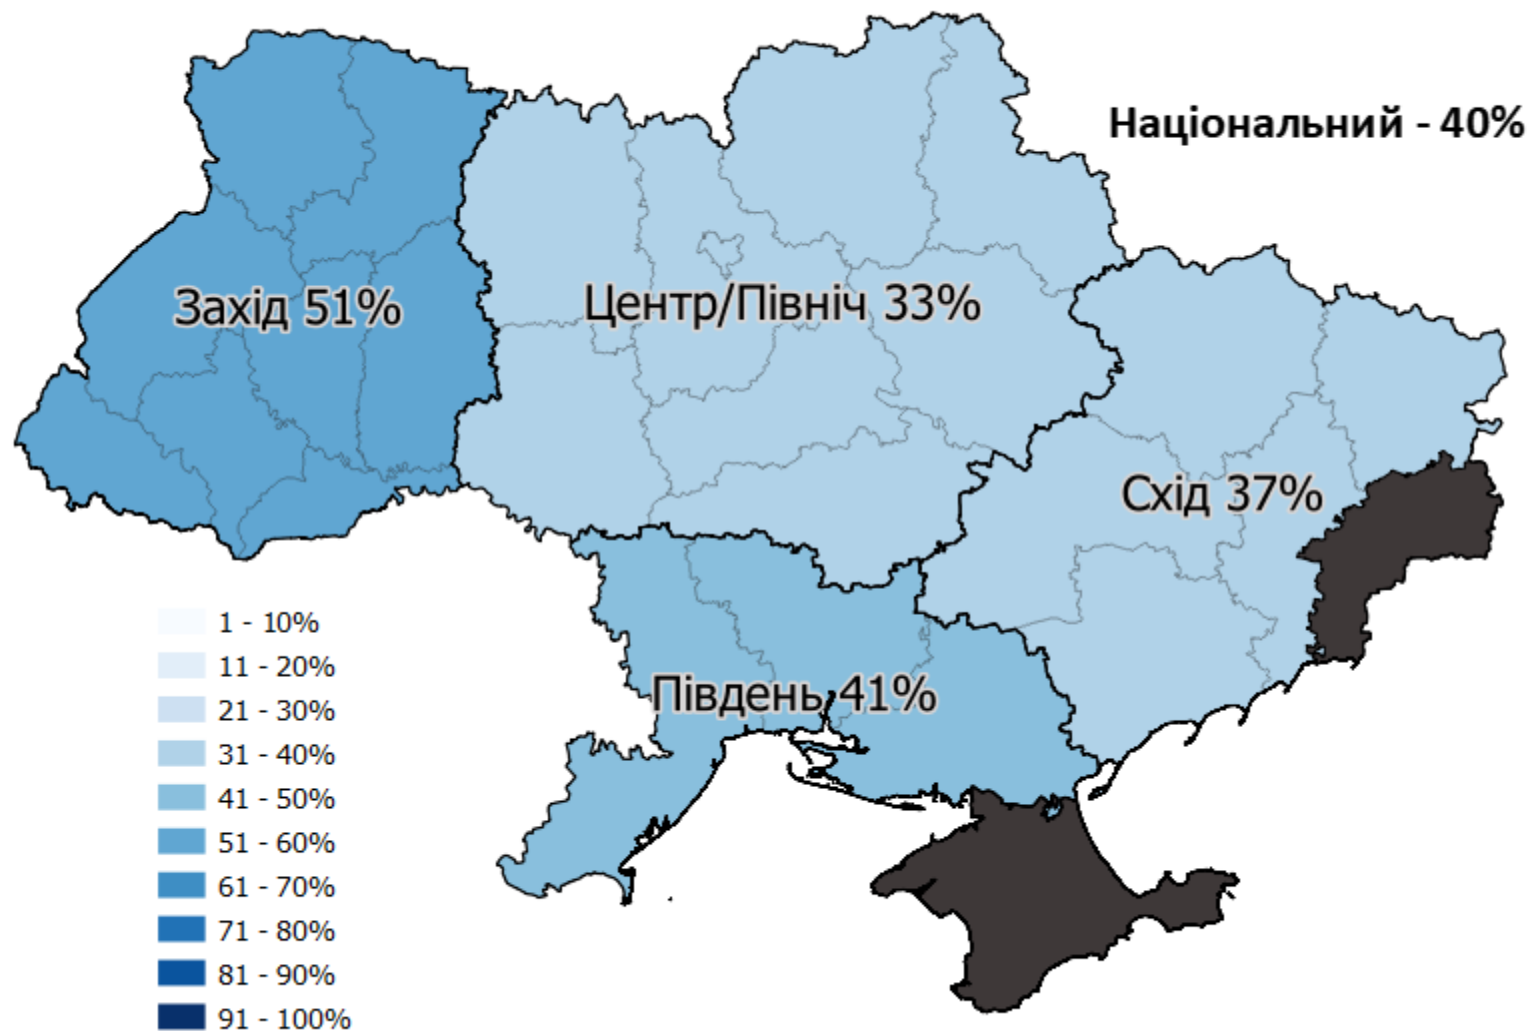 Національний - 40%
Захід 51%
Центр/Північ 33%
Схід 37%
Південь 41%
1 - 10%
11 - 20%
21 - 30%
31 - 40%
41 - 50%
51 - 60%
61 - 70%
71 - 80%
81 - 90%
91 - 100%